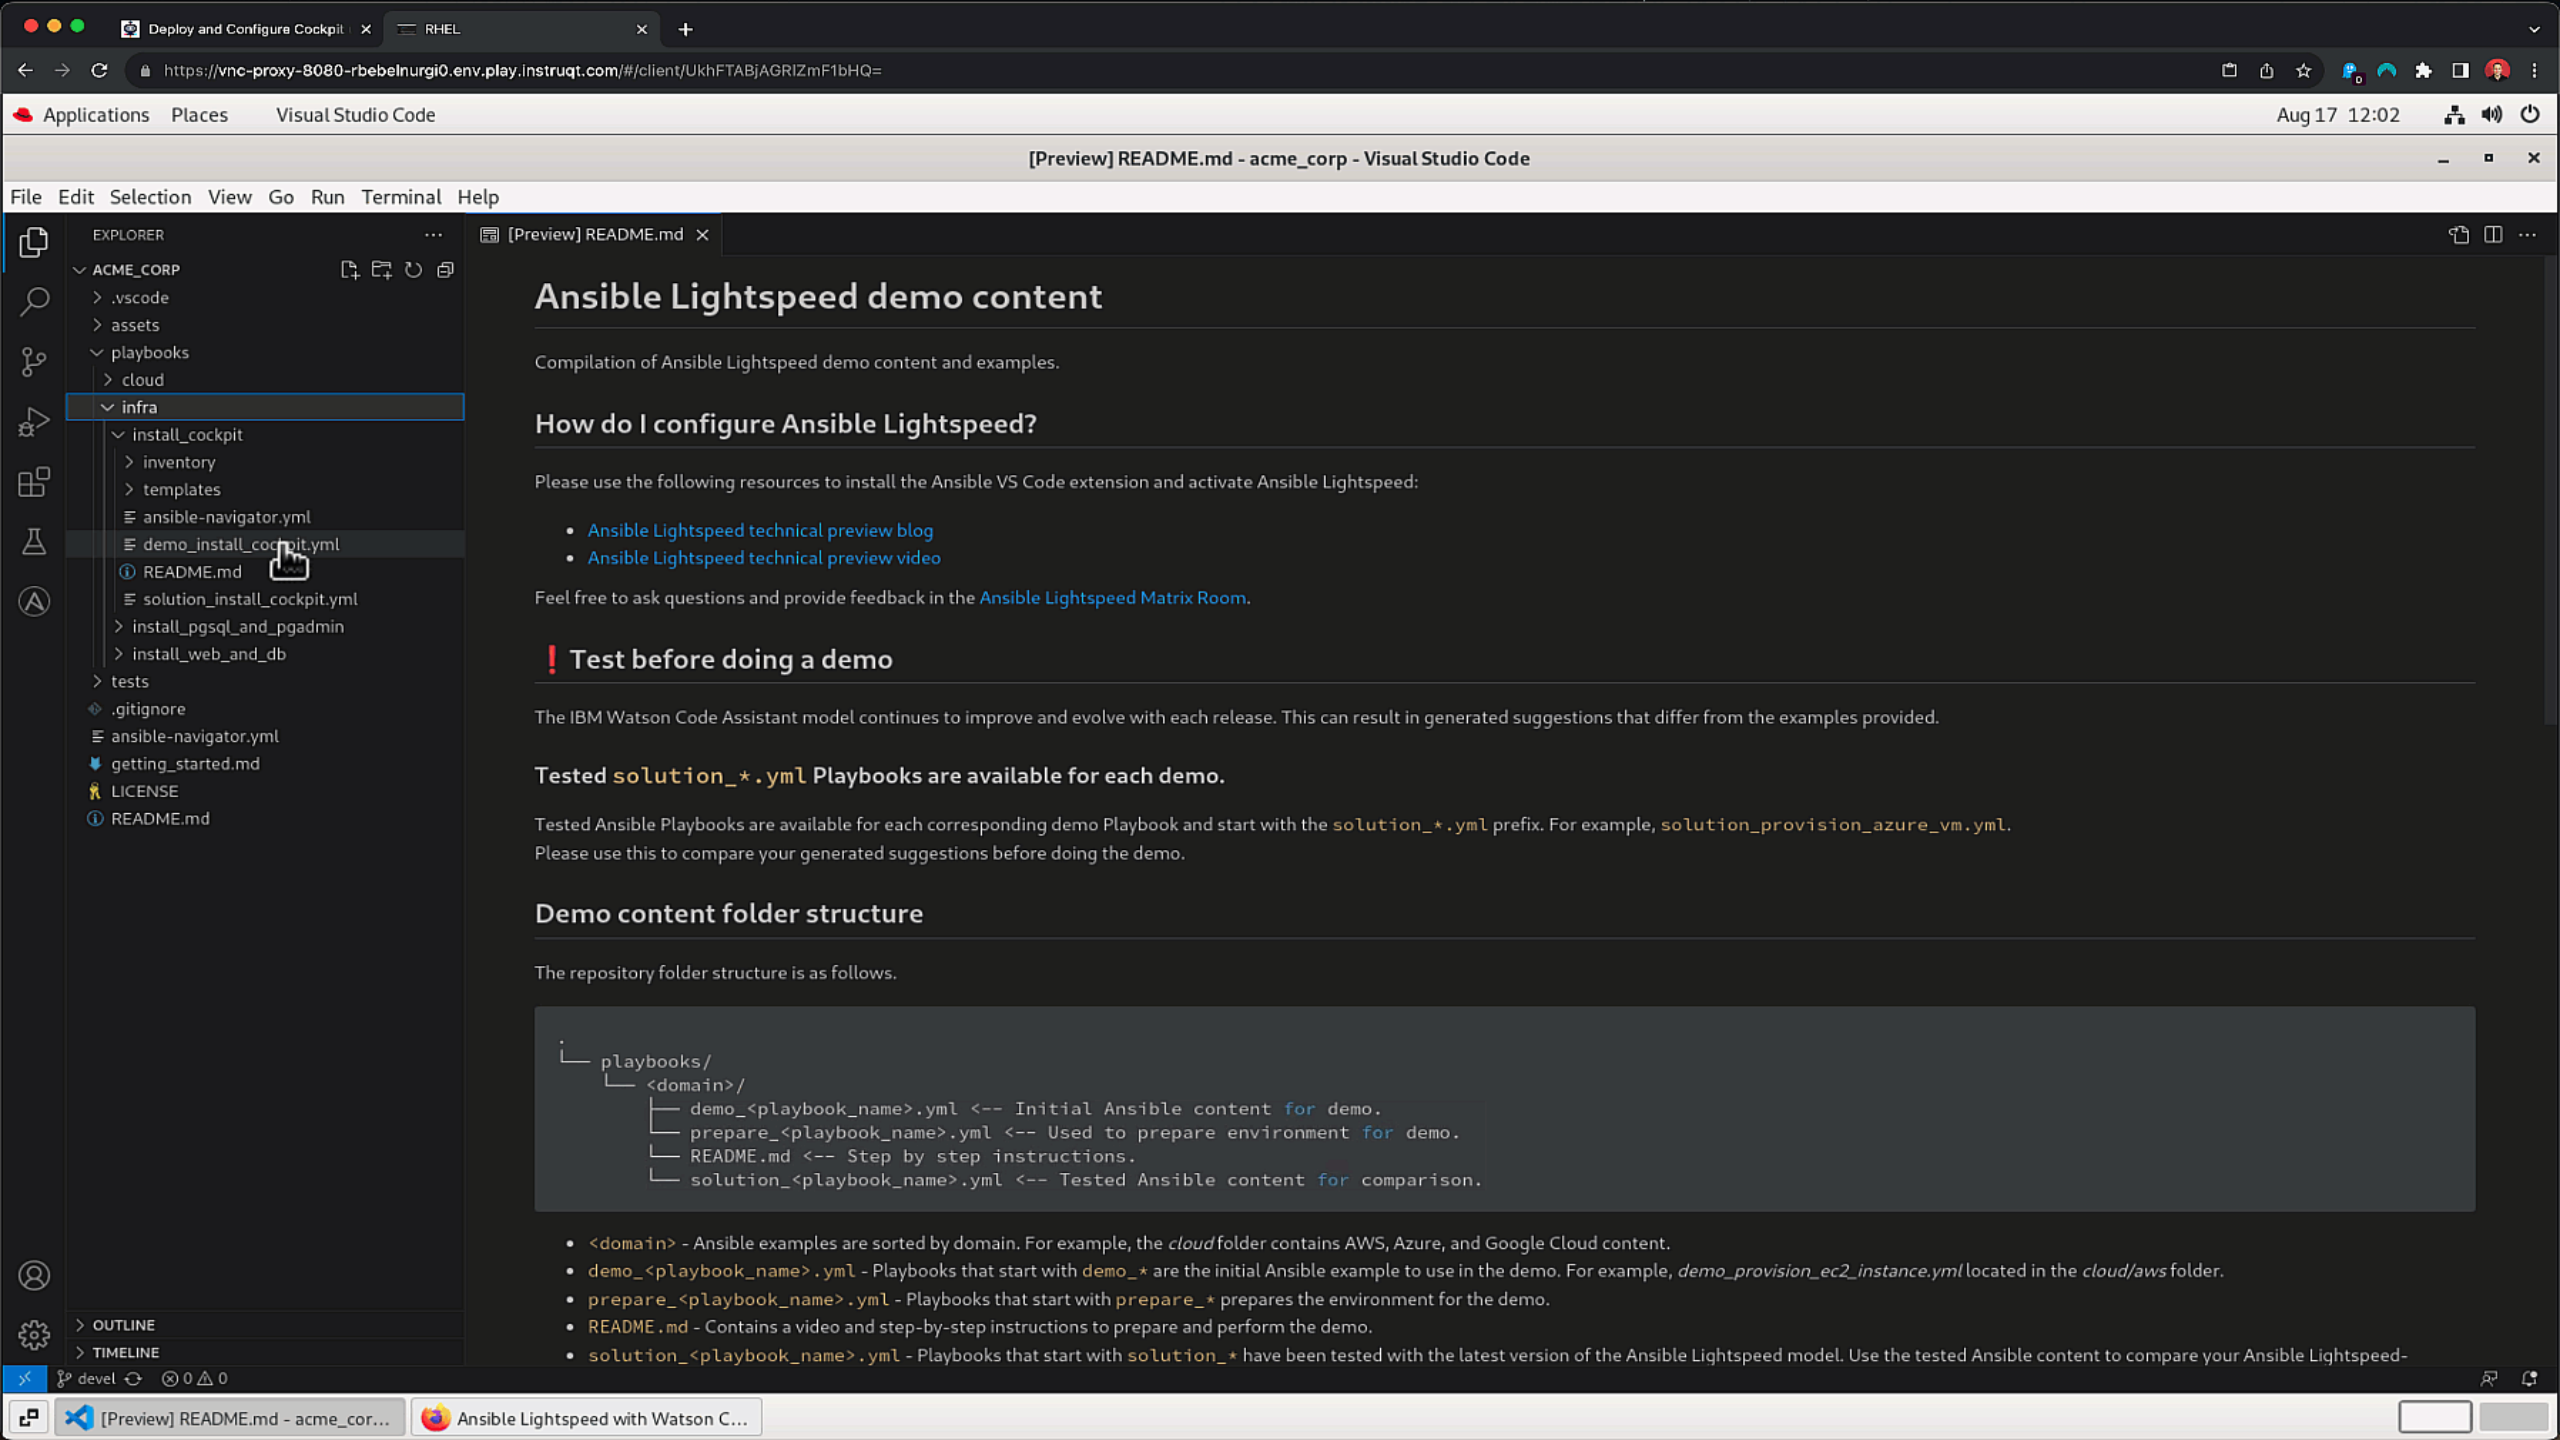 Deploy and Configure Cockpit
RHEL
https://vnc-proxy-8080-rbebelnurgi0.env.play.instruqt.com/#/client/UkhFTABjAGRIZmF1bHQ=
Applications Places Visual Studio Code Aug 17 12:02
[Preview] README.md - acme_corp - Visual Studio Code
File Edit Selection View Go Run Terminal Help
EXPLORER
[Preview] README.md
ACME_CORP
.vscode
assets
playbooks
cloud
infra
install_cockpit
inventory
templates
ansible-navigator.yml
demo_install_cockpit.yml
README.md
solution_install_cockpit.yml
install_pgsql_and_pgadmin
install_web_and_db
tests
.gitignore
ansible-navigator.yml
getting_started.md
LICENSE
README.md
OUTLINE
TIMELINE
Ansible Lightspeed demo content
Compilation of Ansible Lightspeed demo content and examples.
How do I configure Ansible Lightspeed?
Please use the following resources to install the Ansible VS Code extension and activate Ansible Lightspeed:
• Ansible Lightspeed technical preview blog
• Ansible Lightspeed technical preview video
Feel free to ask questions and provide feedback in the Ansible Lightspeed Matrix Room.
❗Test before doing a demo
The IBM Watson Code Assistant model continues to improve and evolve with each release. This can result in generated suggestions that differ from the examples provided.
Tested solution_*.yml Playbooks are available for each demo.
Tested Ansible Playbooks are available for each corresponding demo Playbook and start with the solution_*.yml prefix. For example, solution_provision_azure_vm.yml.
Please use this to compare your generated suggestions before doing the demo.
Demo content folder structure
The repository folder structure is as follows.
.
└── playbooks/
└── <domain>/
├── demo_<playbook_name>.yml <-- Initial Ansible content for demo.
└── prepare_<playbook_name>.yml <-- Used to prepare environment for demo.
└── README.md <-- Step by step instructions.
└── solution_<playbook_name>.yml <-- Tested Ansible content for comparison.
• <domain> - Ansible examples are sorted by domain. For example, the cloud folder contains AWS, Azure, and Google Cloud content.
• demo_<playbook_name>.yml - Playbooks that start with demo_* are the initial Ansible example to use in the demo. For example, demo_provision_ec2_instance.yml located in the cloud/aws folder.
• prepare_<playbook_name>.yml - Playbooks that start with prepare_* prepares the environment for the demo.
• README.md - Contains a video and step-by-step instructions to prepare and perform the demo.
• solution_<playbook_name>.yml - Playbooks that start with solution_* have been tested with the latest version of the Ansible Lightspeed model. Use the tested Ansible content to compare your Ansible Lightspeed-
devel 0 0
[Preview] README.md - acme_cor...
Ansible Lightspeed with Watson C...